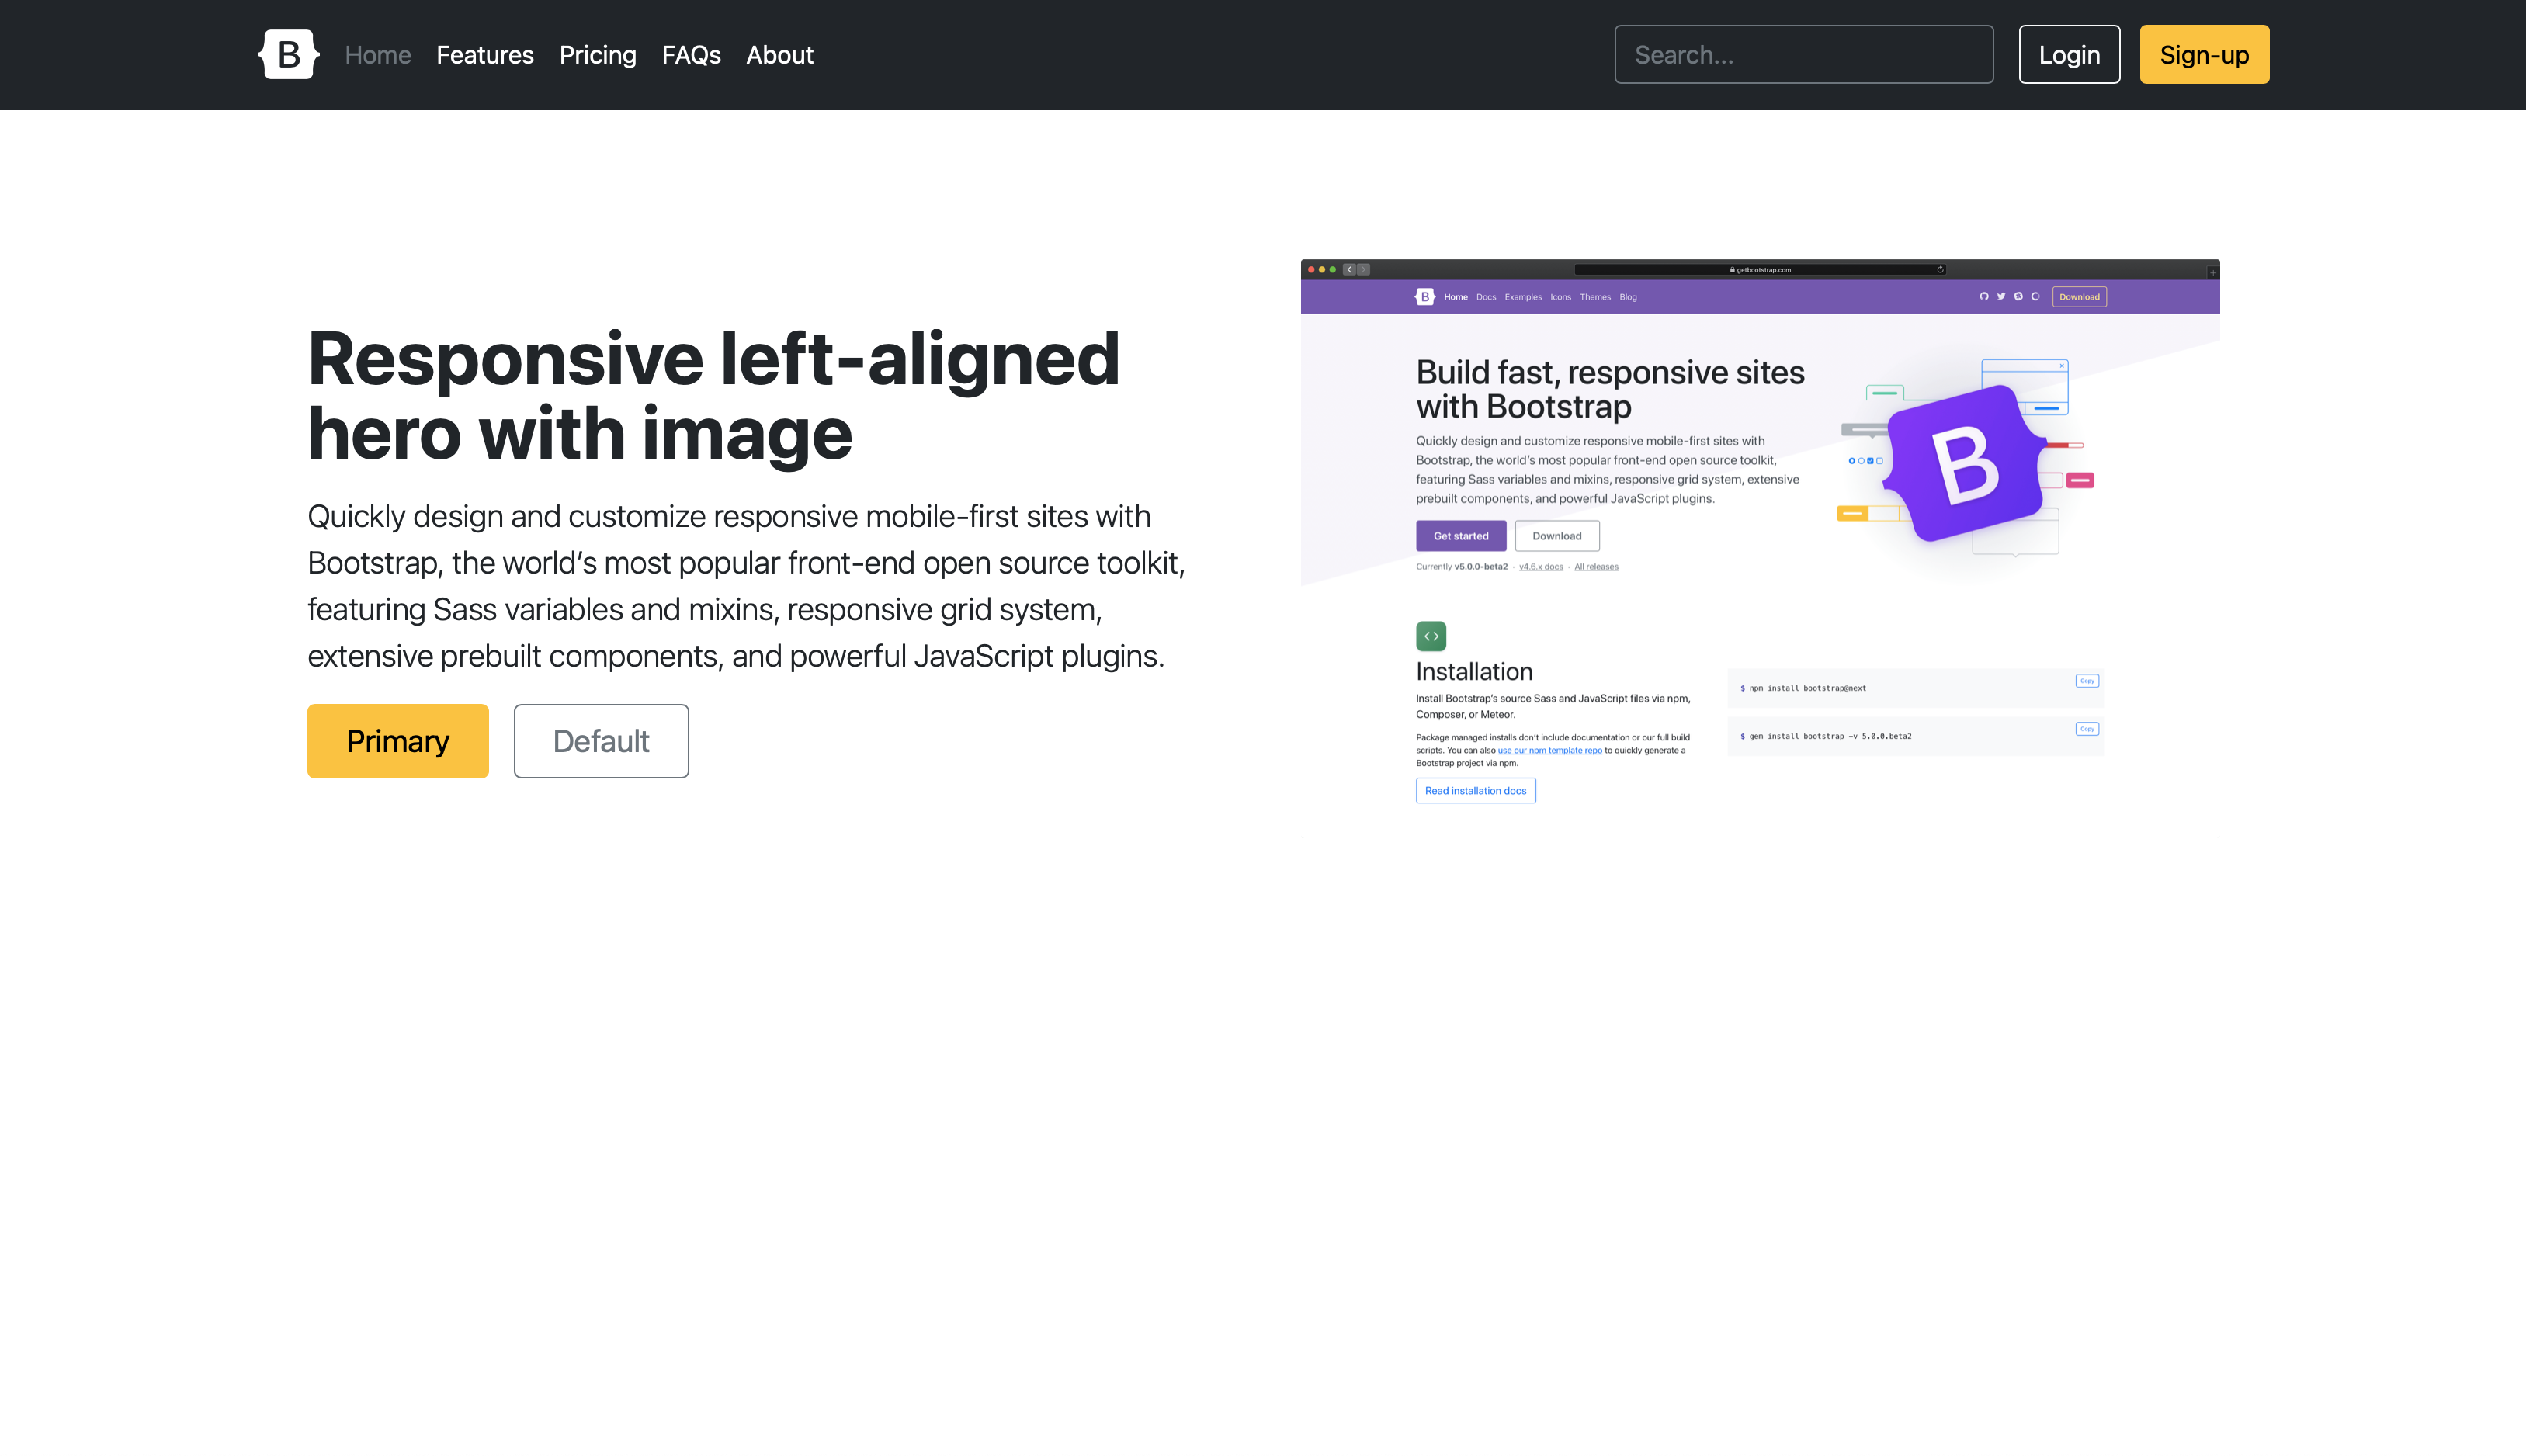 B Home Features Pricing FAQs About Search... Login Sign-up
Responsive left-aligned
hero with image
Quickly design and customize responsive mobile-first sites with
Bootstrap, the world’s most popular front-end open source toolkit,
featuring Sass variables and mixins, responsive grid system,
extensive prebuilt components, and powerful JavaScript plugins.
Primary Default
getbootstrap.com
B Home Docs Examples Icons Themes Blog Download
Build fast, responsive sites
with Bootstrap
Quickly design and customize responsive mobile-first sites with
Bootstrap, the world’s most popular front-end open source toolkit,
featuring Sass variables and mixins, responsive grid system, extensive
prebuilt components, and powerful JavaScript plugins.
Get started Download
Currently v5.0.0-beta2 · v4.6.x docs · All releases
B
Installation
Install Bootstrap’s source Sass and JavaScript files via npm,
Composer, or Meteor.
Package managed installs don’t include documentation or our full build
scripts. You can also use our npm template repo to quickly generate a
Bootstrap project via npm.
Read installation docs
$ npm install bootstrap@next
Copy
$ gem install bootstrap -v 5.0.0.beta2
Copy